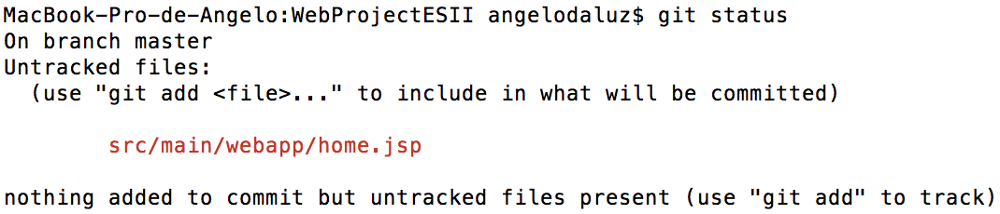 MacBook-Pro-de-Angelo:WebProjectESII angelodaluz$ git status
On branch master
Untracked files:
  (use "git add <file>..." to include in what will be committed)
        src/main/webapp/home.jsp
nothing added to commit but untracked files present (use "git add" to track)